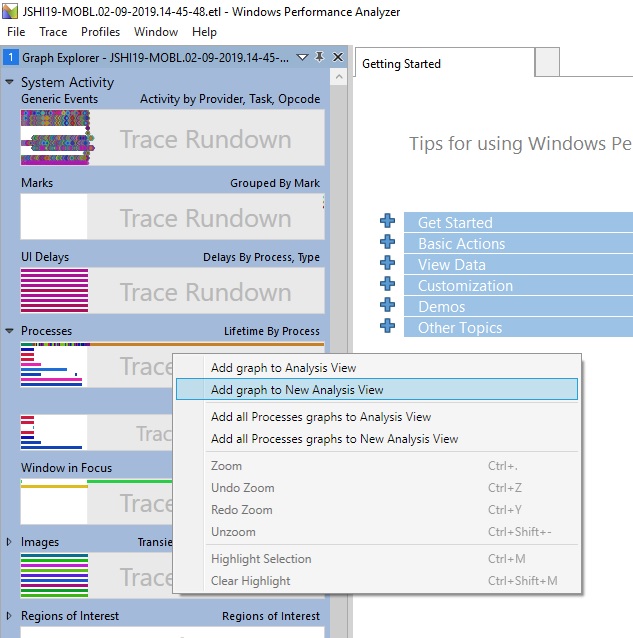 JSHI19-MOBL.02-09-2019.14-45-48.etl - Windows Performance Analyzer
File Trace Profiles Window Help
1 Graph Explorer - JSHI19-MOBL.02-09-2019.14-45-...
Getting Started
System Activity
Generic Events Activity by Provider, Task, Opcode
Trace Rundown
Tips for using Windows Pe
Marks Grouped By Mark
Trace Rundown
Get Started
Basic Actions
UI Delays Delays By Process, Type
View Data
Customization
Trace Rundown
Demos
Other Topics
Processes Lifetime By Process
Trace
Add graph to Analysis View
Add graph to New Analysis View
Add all Processes graphs to Analysis View
Trac
Add all Processes graphs to New Analysis View
Window in Focus
Zoom Ctrl+.
Undo Zoom Ctrl+Z
Trace
Redo Zoom Ctrl+Y
Unzoom Ctrl+Shift+-
Images Transie
Highlight Selection Ctrl+M
Trace
Clear Highlight Ctrl+Shift+M
Regions of Interest Regions of Interest